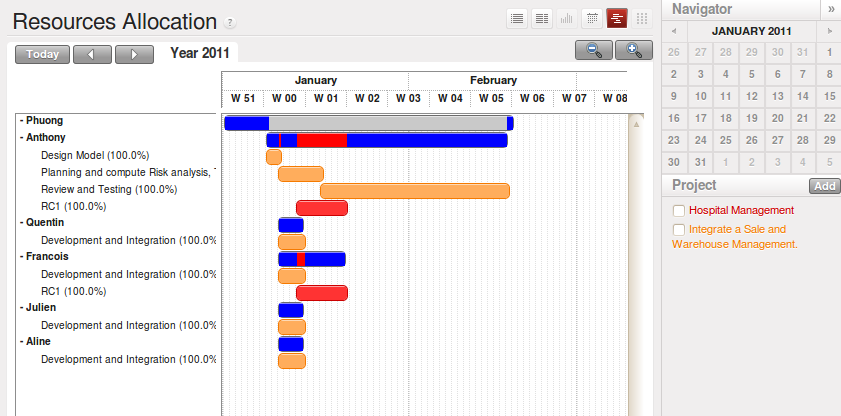 Resources Allocation ?
Today Year 2011
January February
W 51 W 00 W 01 W 02 W 03 W 04 W 05 W 06 W 07 W 08
- Phuong
- Anthony
Design Model (100.0%)
Planning and compute Risk analysis,
Review and Testing (100.0%)
RC1 (100.0%)
- Quentin
Development and Integration (100.0%
- Francois
Development and Integration (100.0%
RC1 (100.0%)
- Julien
Development and Integration (100.0%
- Aline
Development and Integration (100.0%
Navigator »
JANUARY 2011
26 27 28 29 30 31 1
2 3 4 5 6 7 8
9 10 11 12 13 14 15
16 17 18 19 20 21 22
23 24 25 26 27 28 29
30 31 1 2 3 4 5
Project Add
Hospital Management
Integrate a Sale and
Warehouse Management.